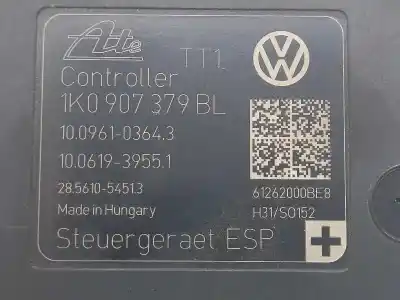 Ate TT1
Controller
1K0 907 379 BL
10.0961-0364.3
10.0619-3955.1
28.5610-5451.3
61262000BE8
Made in Hungary
H31/S0152
Steuergeraet ESP